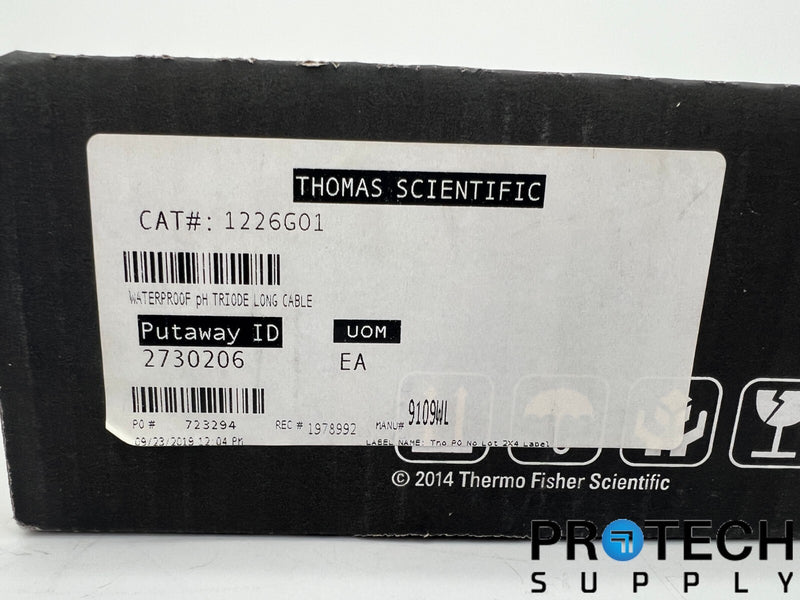 THOMAS SCIENTIFIC
CAT#: 1226G01
WATERPROOF pH TRIODE LONG CABLE
Putaway ID UOM
2730206 EA
PO # 723294 REC # 1978992 MANU# 9109WL
09/23/2019 12:04 PM LABEL NAME: Tho PO No Lot 2X4 Label
© 2014 Thermo Fisher Scientific
PROTECH
SUPPLY